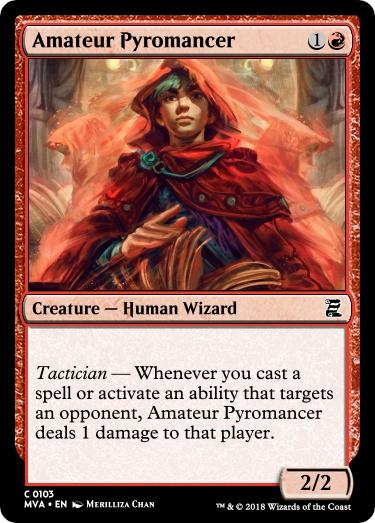 Amateur Pyromancer 1
Creature — Human Wizard
Tactician — Whenever you cast a
spell or activate an ability that targets
an opponent, Amateur Pyromancer
deals 1 damage to that player.
2/2
C 0103
MVA • EN Merilliza Chan
™ & © 2018 Wizards of the Coast